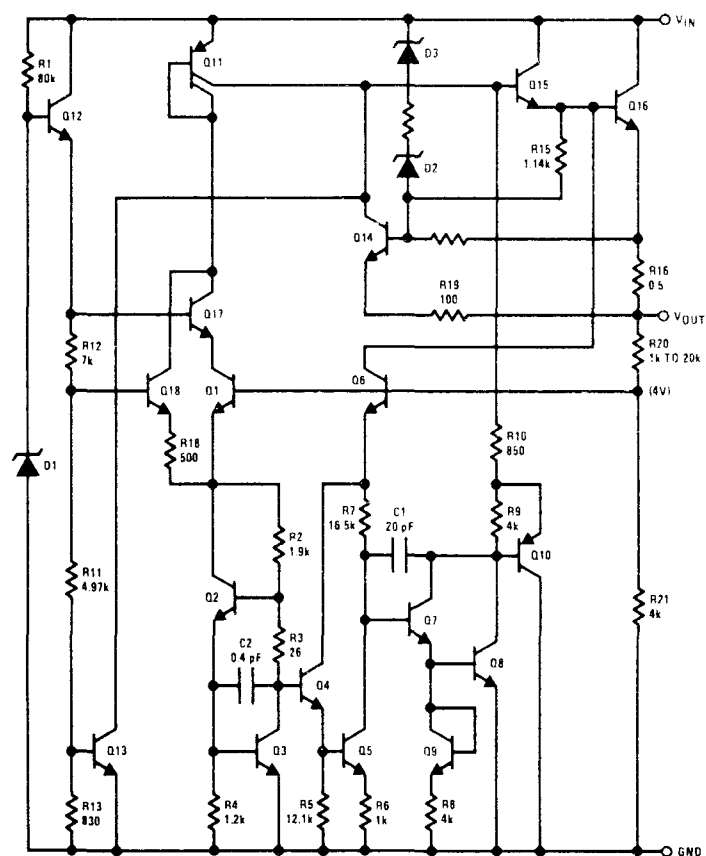 VIN
R1
80k
Q11
D3
Q15
Q16
Q12
R15
1.14k
D2
Q14
R16
0.5
R19
100
VOUT
Q17
R12
7k
R20
1k TO 20k
Q18
Q1
Q6
(4V)
R18
500
R10
850
D1
R7
16 5k
C1
20 pF
R9
4k
R2
1.9k
Q10
R11
4.97k
Q2
R21
4k
Q7
C2
0.4 pF
R3
26
Q8
Q4
Q13
Q3
Q5
Q9
R13
830
R4
1.2k
R5
12.1k
R6
1k
R8
4k
GND